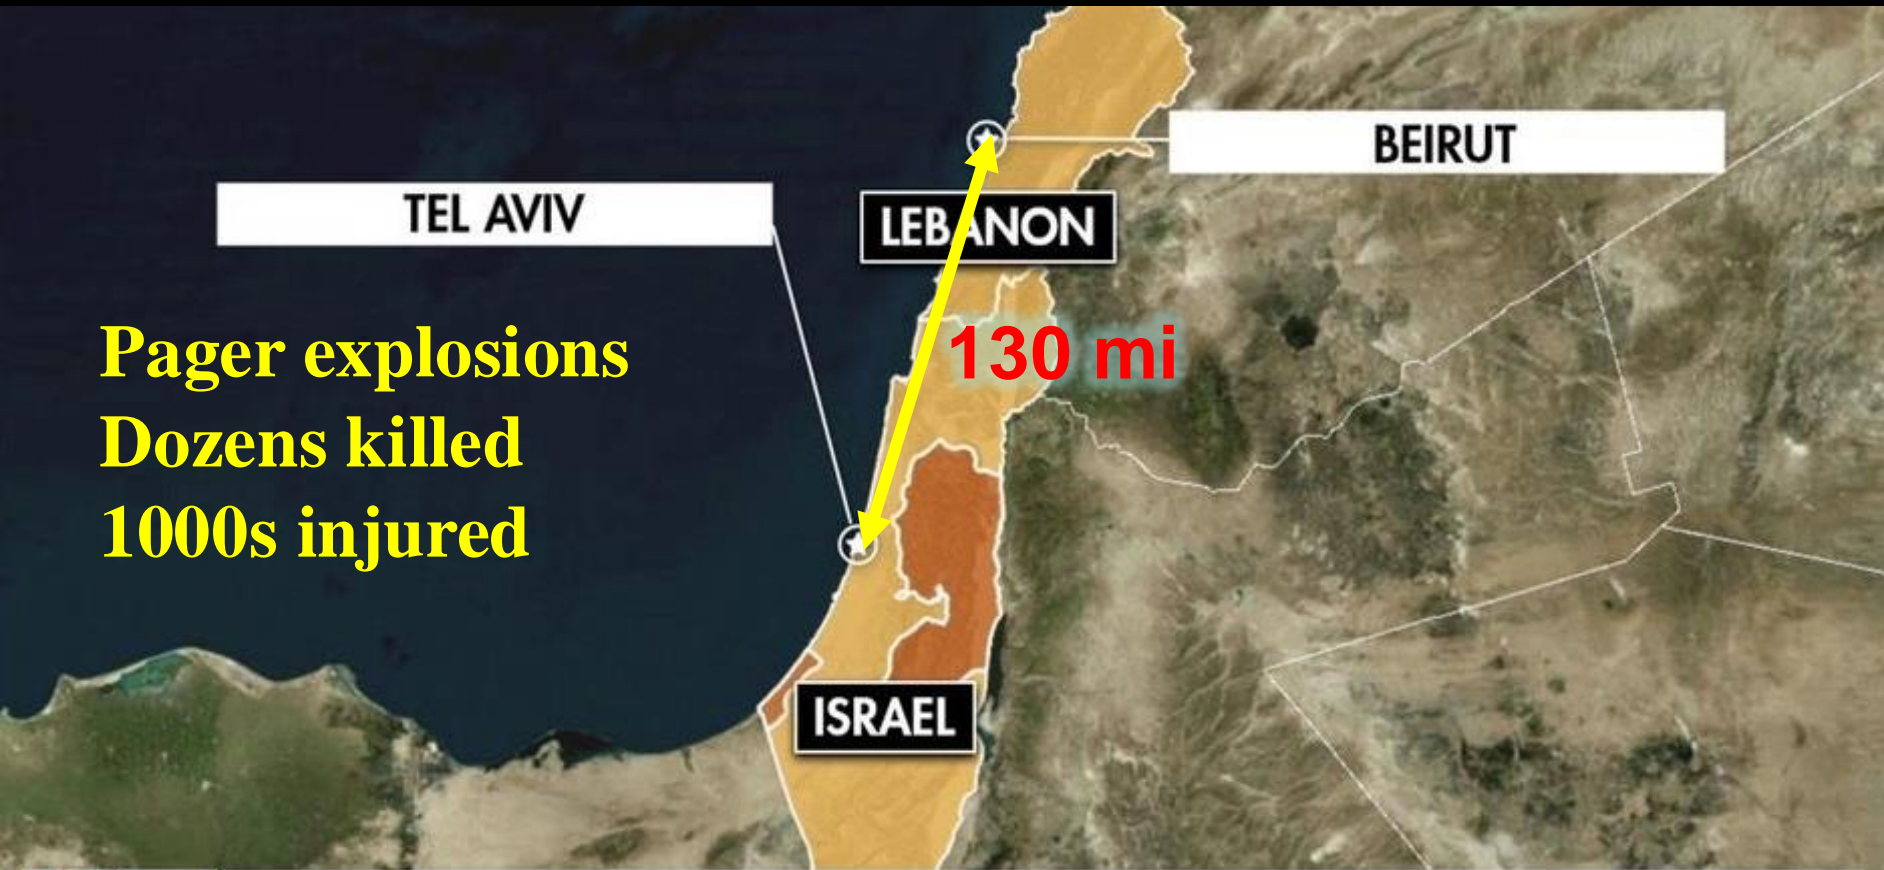 BEIRUT
TEL AVIV
LEBANON
Pager explosions
Dozens killed
1000s injured
130 mi
ISRAEL